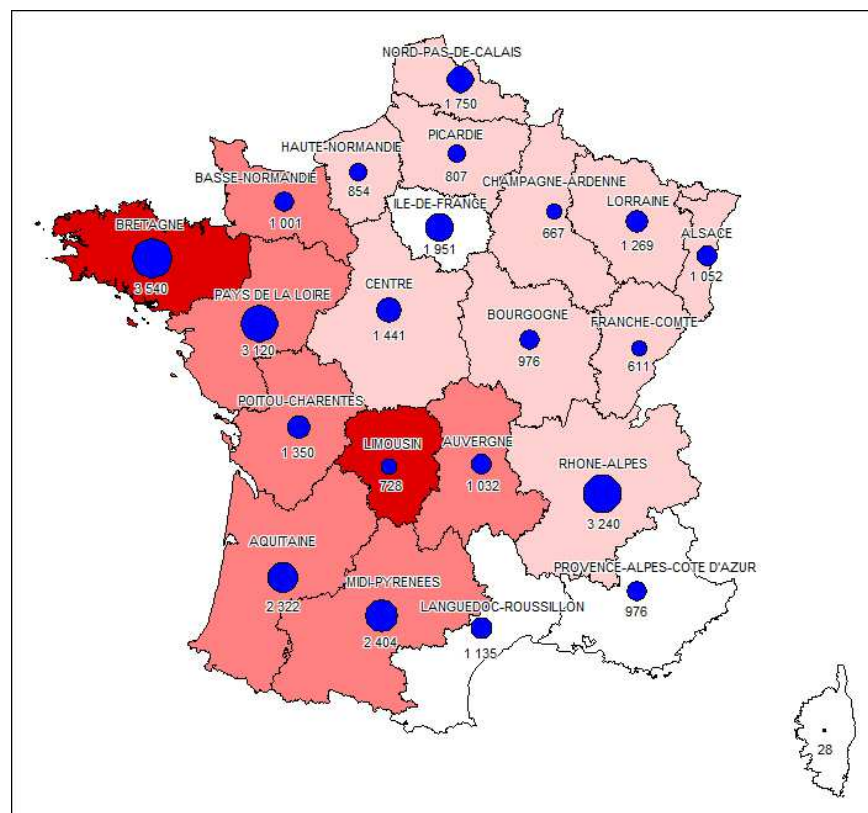 NORD-PAS-DE-CALAIS
1 750
PICARDIE
807
HAUTE-NORMANDIE
854
BASSE-NORMANDIE
1 001
CHAMPAGNE-ARDENNE
667
LORRAINE
1 269
ILE-DE-FRANCE
1 951
ALSACE
1 052
BRETAGNE
3 540
PAYS DE LA LOIRE
3 120
CENTRE
1 441
BOURGOGNE
976
FRANCHE-COMTE
611
POITOU-CHARENTES
1 350
LIMOUSIN
728
AUVERGNE
1 032
RHONE-ALPES
3 240
AQUITAINE
2 322
MIDI-PYRENEES
2 404
LANGUEDOC-ROUSSILLON
1 135
PROVENCE-ALPES-COTE D'AZUR
976
28